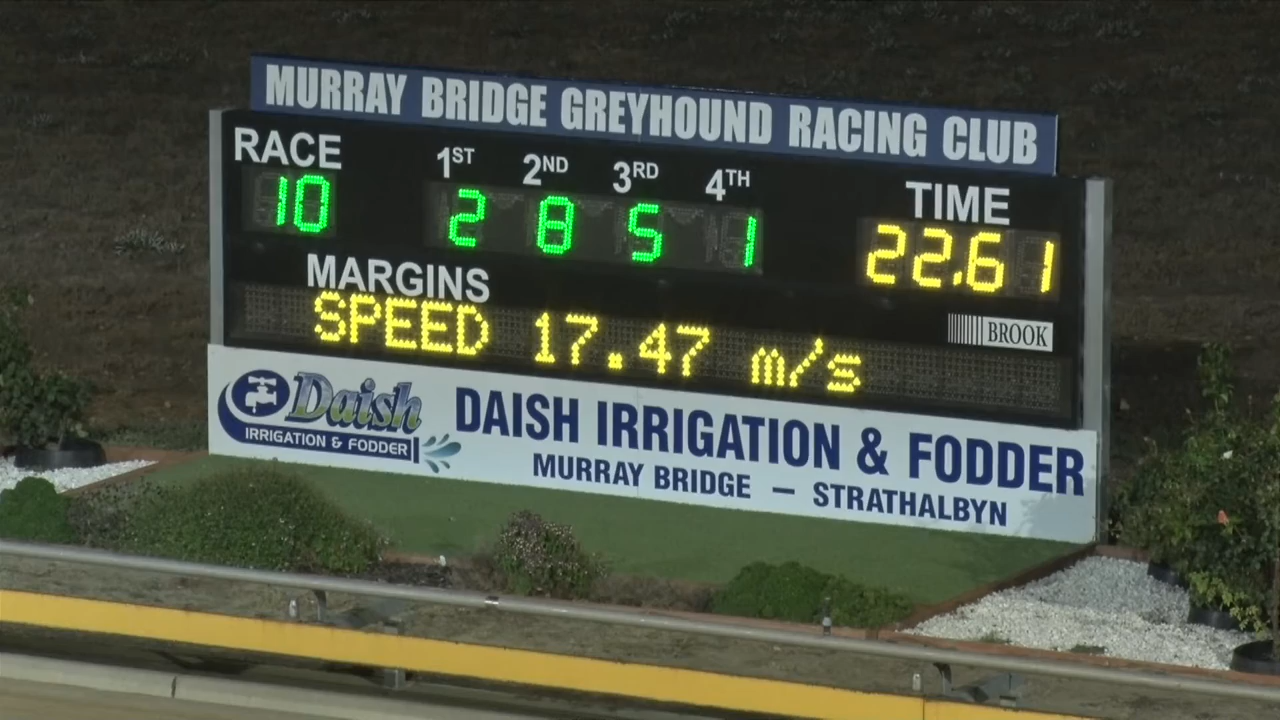 MURRAY BRIDGE GREYHOUND RACING CLUB
RACE 1ST 2ND 3RD 4TH TIME
10 2 8 5 1 22.61
MARGINS
SPEED 17.47 m/s
BROOK
Daish
IRRIGATION & FODDER
DAISH IRRIGATION & FODDER
MURRAY BRIDGE – STRATHALBYN